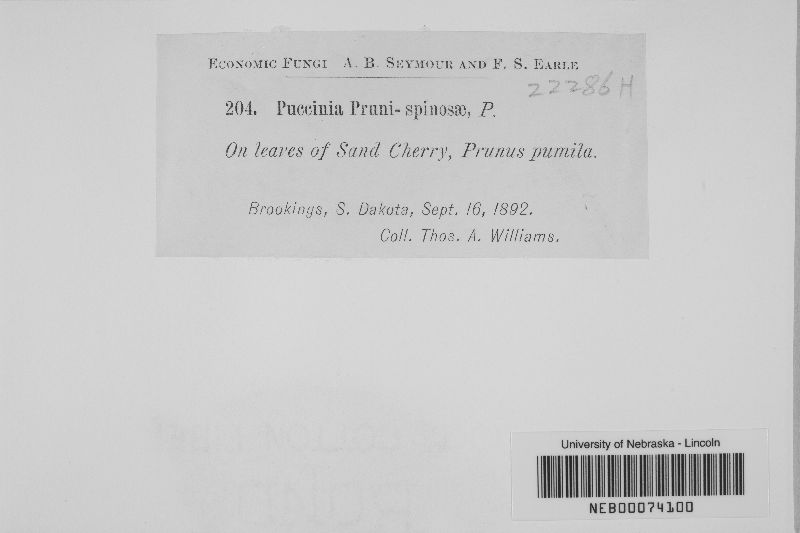 Economic Fungi A. B. Seymour and F. S. Earle
22286 H
204. Puccinia Pruni-spinosæ, P.
On leaves of Sand Cherry, Prunus pumila.
Brookings, S. Dakota, Sept. 16, 1892.
Coll. Thos. A. Williams.
University of Nebraska - Lincoln
NEB00074100